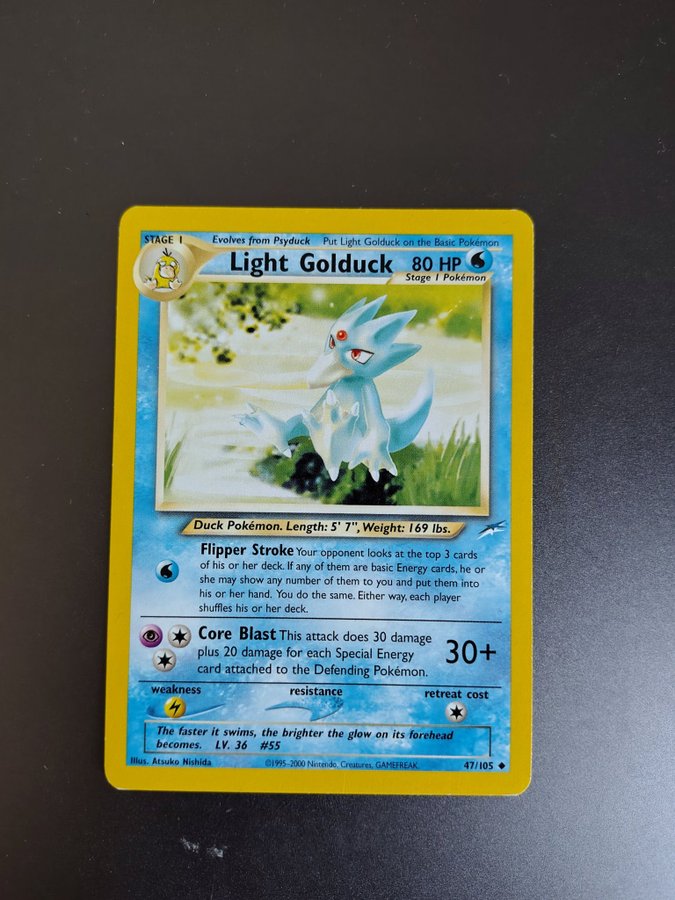 STAGE 1 Evolves from Psyduck Put Light Golduck on the Basic Pokémon
Light Golduck 80 HP
Stage 1 Pokémon
Duck Pokémon. Length: 5' 7", Weight: 169 lbs.
Flipper Stroke Your opponent looks at the top 3 cards
of his or her deck. If any of them are basic Energy cards, he or
she may show any number of them to you and put them into
his or her hand. You do the same. Either way, each player
shuffles his or her deck.
Core Blast This attack does 30 damage
plus 20 damage for each Special Energy
card attached to the Defending Pokémon.
30+
weakness resistance retreat cost
The faster it swims, the brighter the glow on its forehead
becomes. LV. 36 #55
Illus. Atsuko Nishida ©1995-2000 Nintendo, Creatures, GAMEFREAK. 47/105